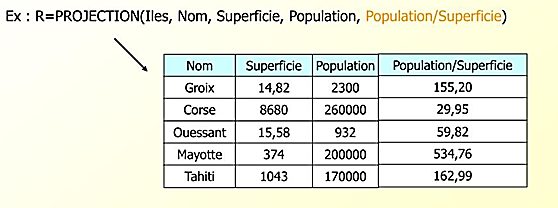 Ex : R=PROJECTION(Iles, Nom, Superficie, Population, Population/Superficie)
Nom Superficie Population Population/Superficie
Groix 14,82 2300 155,20
Corse 8680 260000 29,95
Ouessant 15,58 932 59,82
Mayotte 374 200000 534,76
Tahiti 1043 170000 162,99